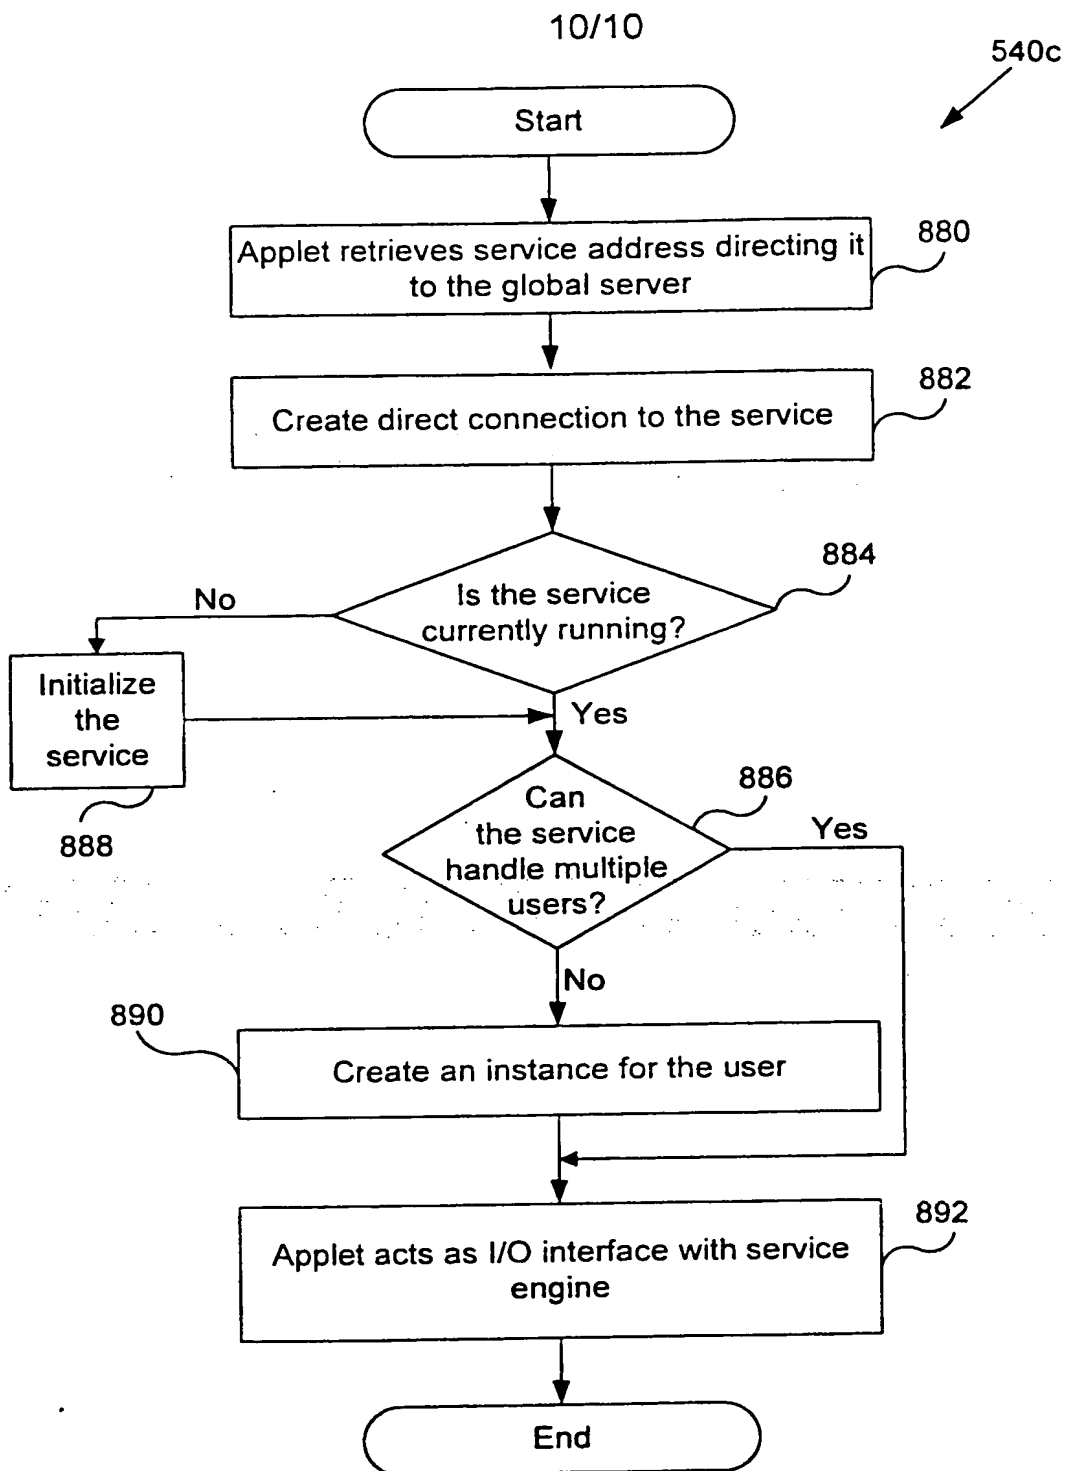 10/10
540c
Start
Applet retrieves service address directing it
to the global server
880
Create direct connection to the service
882
Is the service
currently running?
884
No
Initialize
the
service
888
Yes
Can
the service
handle multiple
users?
886
Yes
No
890
Create an instance for the user
Applet acts as I/O interface with service
engine
892
End